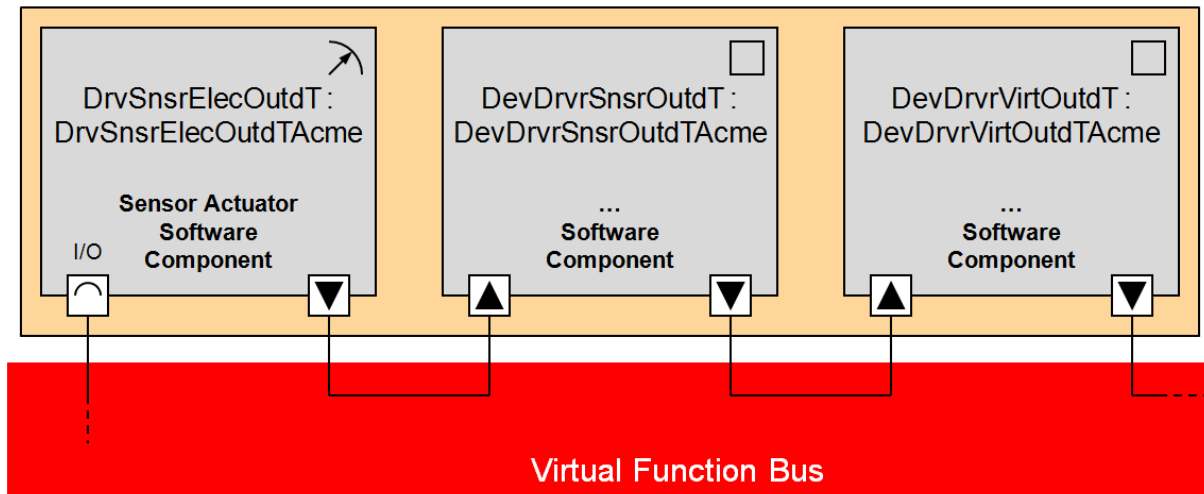 DrvSnsrElecOutdT :
DrvSnsrElecOutdTAcme
Sensor Actuator
Software
Component
I/O
DevDrvrSnsrOutdT :
DevDrvrSnsrOutdTAcme
...
Software
Component
DevDrvrVirtOutdT :
DevDrvrVirtOutdTAcme
...
Software
Component
Virtual Function Bus